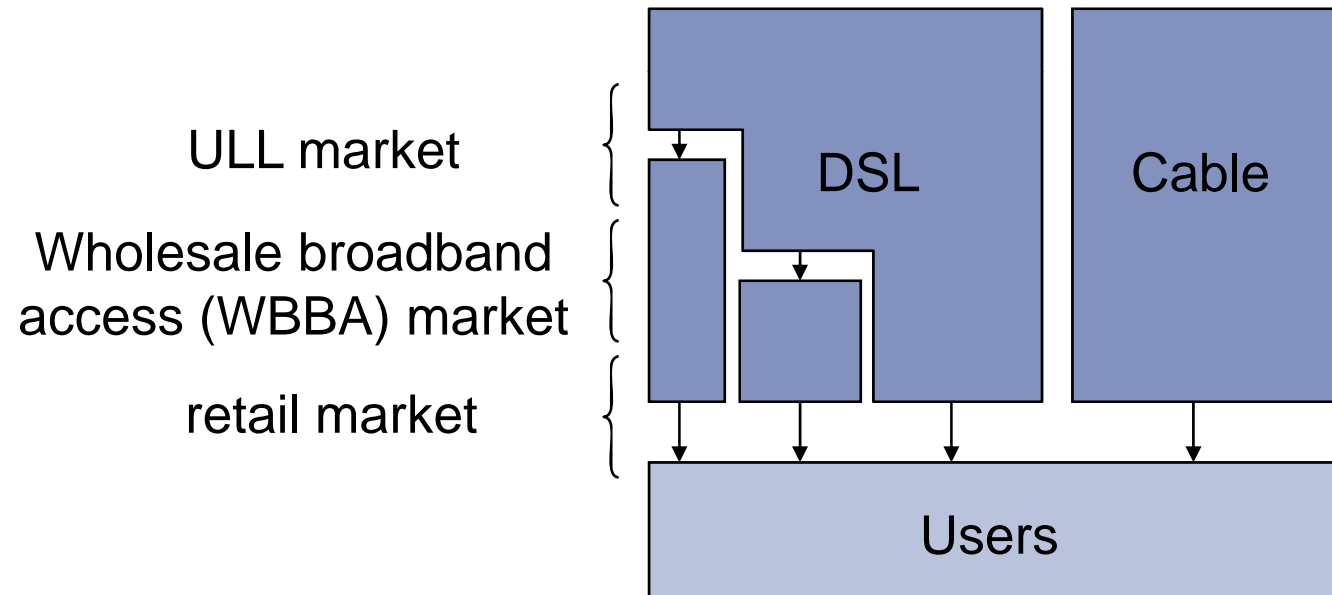 ULL market
Wholesale broadband
access (WBBA) market
retail market
DSL
Cable
Users